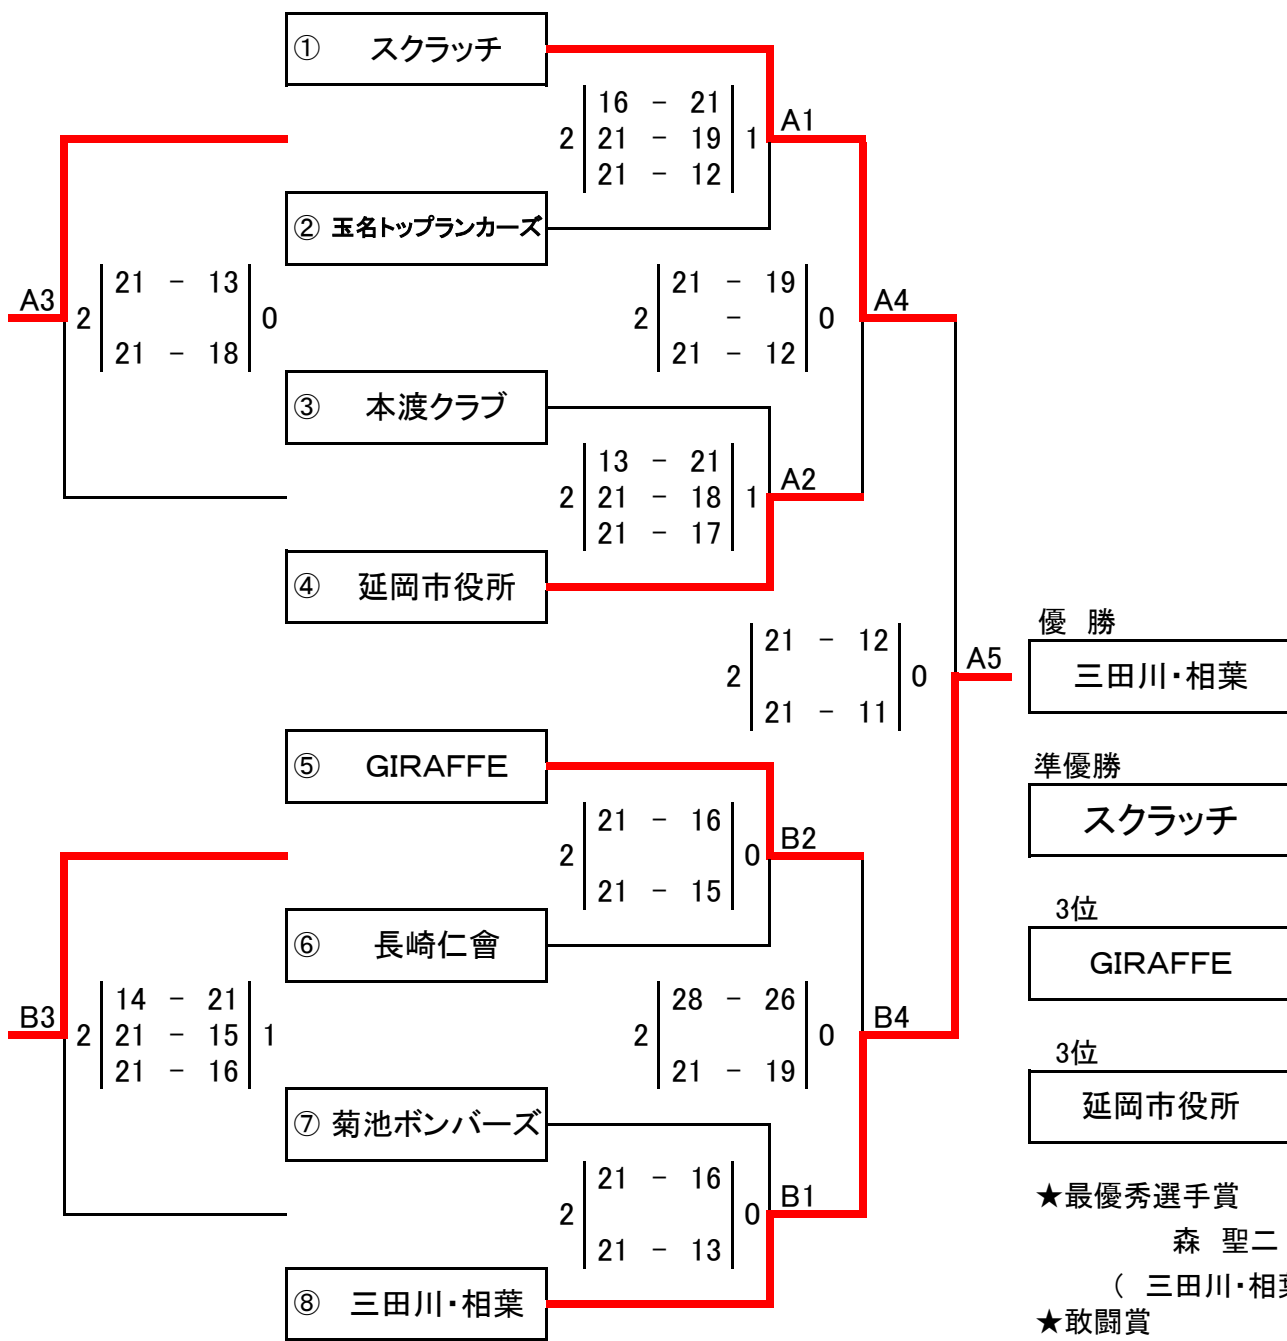 ① スクラッチ
16 - 21
2 21 - 19 1 A1
21 - 12
② 玉名トップランカーズ
A3 2 21 - 13 0
21 - 18
21 - 19
2 - 0 A4
21 - 12
③ 本渡クラブ
13 - 21
2 21 - 18 1 A2
21 - 17
④ 延岡市役所
21 - 12
2 0 A5
21 - 11
優 勝
三田川・相葉
⑤ GIRAFFE
準優勝
スクラッチ
21 - 16
2 0 B2
21 - 15
3位
GIRAFFE
⑥ 長崎仁會
14 - 21
B3 2 21 - 15 1
21 - 16
28 - 26
2 0 B4
21 - 19
3位
延岡市役所
⑦ 菊池ボンバーズ
21 - 16
2 0 B1
21 - 13
⑧ 三田川・相葉
★最優秀選手賞
森 聖二
( 三田川・相葉
★敢闘賞